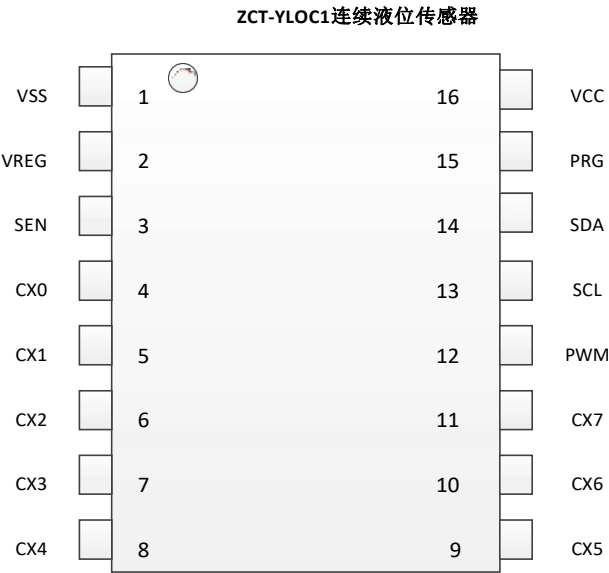 ZCT-YLOC1连续液位传感器
VSS 1 16 VCC
VREG 2 15 PRG
SEN 3 14 SDA
CX0 4 13 SCL
CX1 5 12 PWM
CX2 6 11 CX7
CX3 7 10 CX6
CX4 8 9 CX5